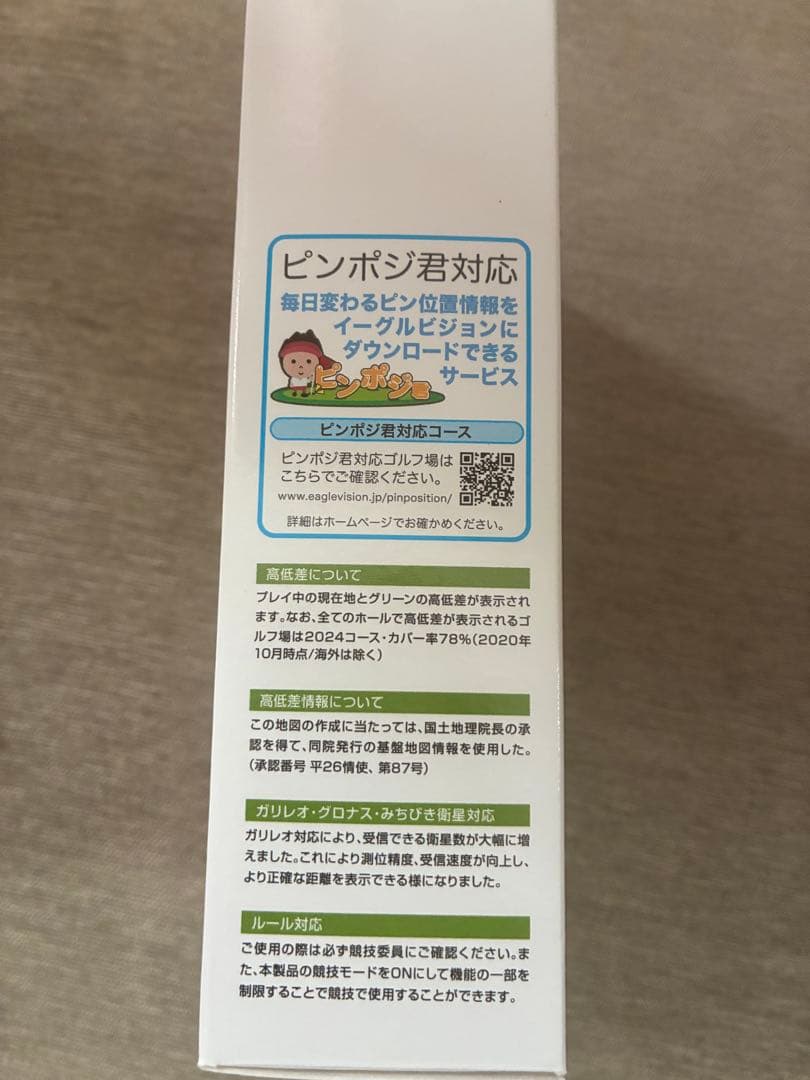 ピンポジ君対応
毎日変わるピン位置情報を
イーグルビジョンに
ダウンロードできる
サービス
ピンポジ君
ピンポジ君対応コース
ピンポジ君対応ゴルフ場は
こちらでご確認ください。
www.eaglevision.jp/pinposition/
詳細はホームページでお確かめください。
高低差について
プレイ中の現在地とグリーンの高低差が表示され
ます。なお、全てのホールで高低差が表示されるゴ
ルフ場は2024コース・カバー率78%(2020年
10月時点/海外は除く)
高低差情報について
この地図の作成に当たっては、国土地理院長の承
認を得て、同院発行の基盤地図情報を使用した。
(承認番号 平26情使、第87号)
ガリレオ・グロナス・みちびき衛星対応
ガリレオ対応により、受信できる衛星数が大幅に増
えました。これにより測位精度、受信速度が向上し、
より正確な距離を表示できる様になりました。
ルール対応
ご使用の際は必ず競技委員にご確認ください。ま
た、本製品の競技モードをONにして機能の一部を
制限することで競技で使用することができます。